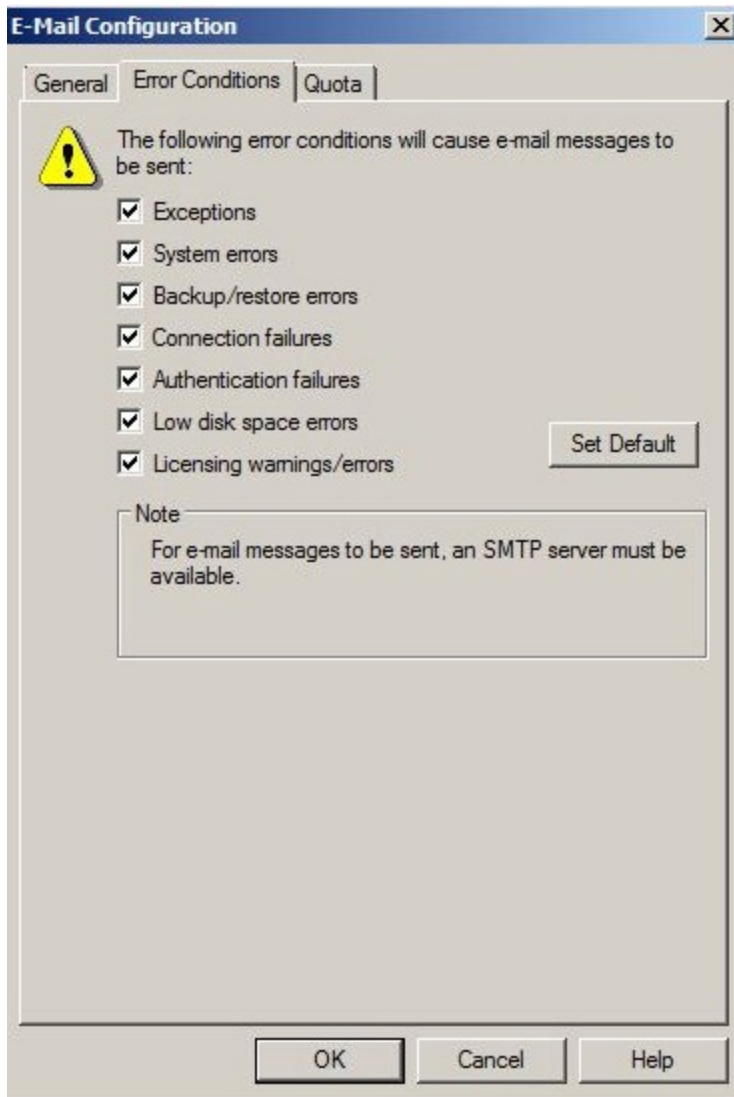 E-Mail Configuration
General
Error Conditions
Quota
The following error conditions will cause e-mail messages to
be sent:
Exceptions
System errors
Backup/restore errors
Connection failures
Authentication failures
Low disk space errors
Set Default
Licensing warnings/errors
Note
For e-mail messages to be sent, an SMTP server must be
available.
OK
Cancel
Help